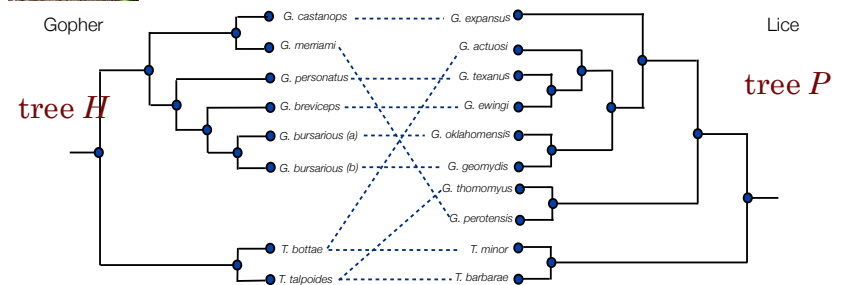 Gopher
Lice
tree H
tree P
G. castanops
G. merriami
G. personatus
G. breviceps
G. bursarious (a)
G. bursarious (b)
T. bottae
T. talpoides
G. expansus
G. actuosi
G. texanus
G. ewingi
G. oklahomensis
G. geomydis
G. thomomyus
G. perotensis
T. minor
T. barbarae